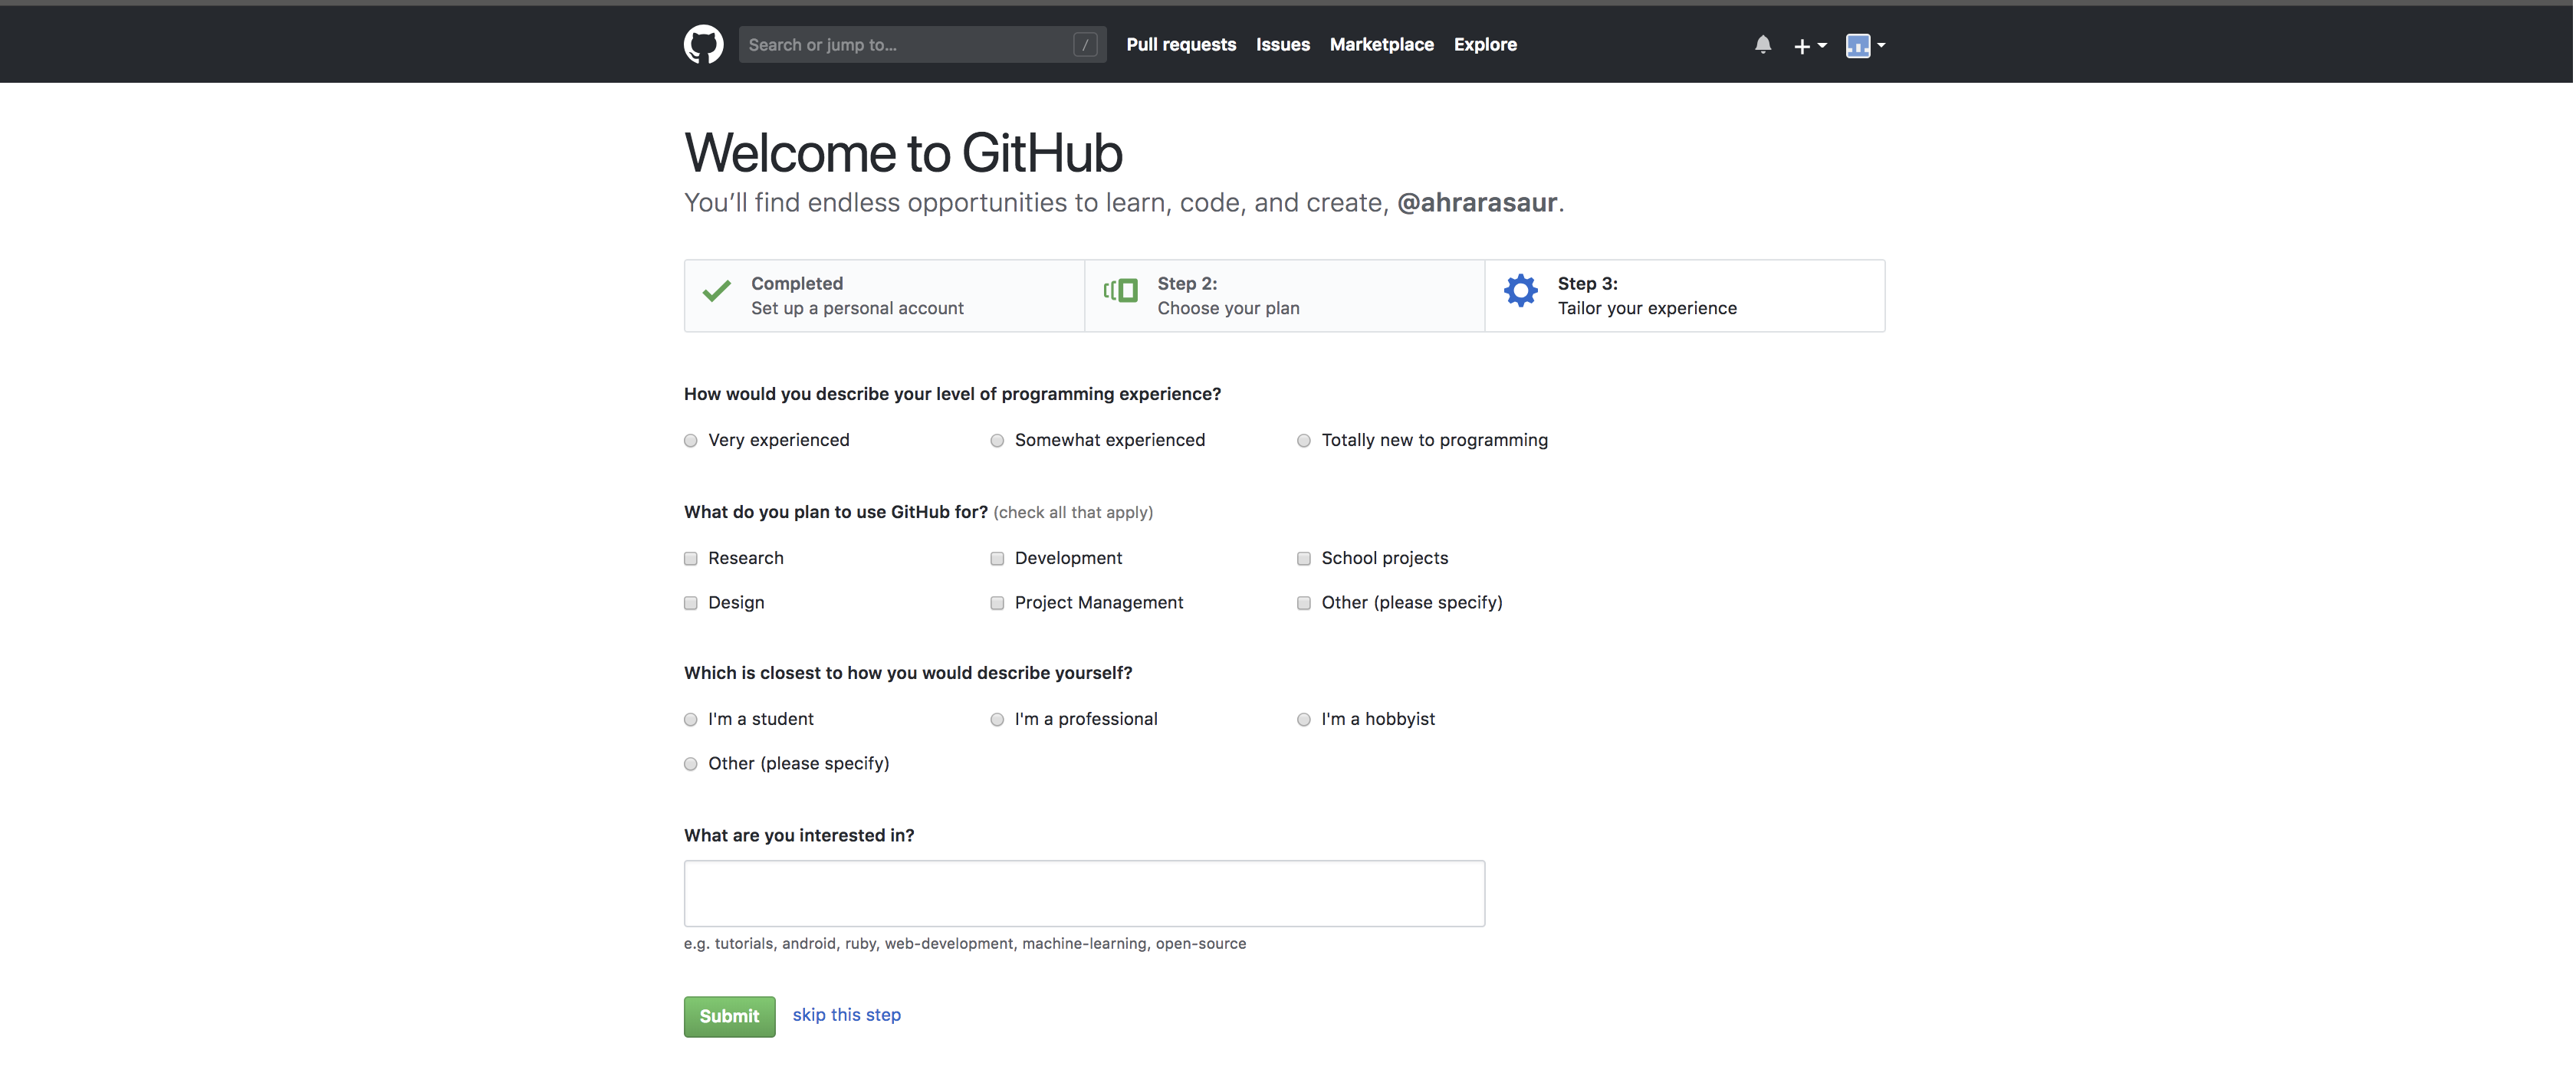 Search or jump to... /
Pull requests Issues Marketplace Explore
Welcome to GitHub
You’ll find endless opportunities to learn, code, and create, @ahrarasaur.
Completed
Set up a personal account
Step 2:
Choose your plan
Step 3:
Tailor your experience
How would you describe your level of programming experience?
Very experienced Somewhat experienced Totally new to programming
What do you plan to use GitHub for? (check all that apply)
Research Development School projects
Design Project Management Other (please specify)
Which is closest to how you would describe yourself?
I'm a student I'm a professional I'm a hobbyist
Other (please specify)
What are you interested in?
e.g. tutorials, android, ruby, web-development, machine-learning, open-source
Submit skip this step